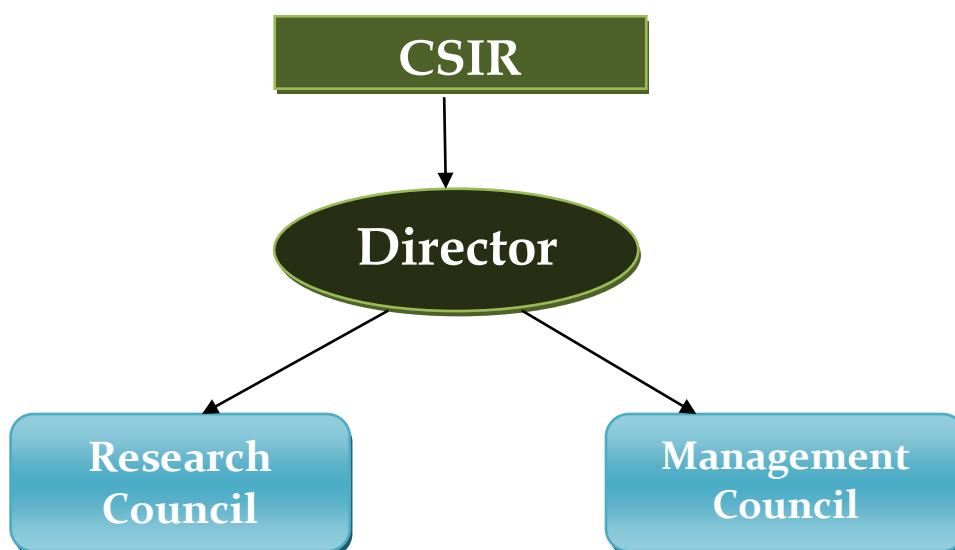 CSIR
Director
Research
Council
Management
Council